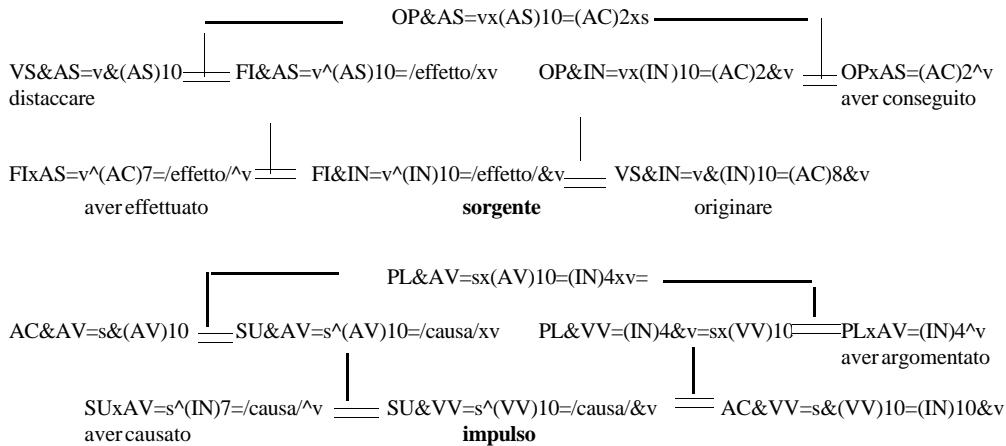 OP&AS=vx(AS)10=(AC)2xs
VS&AS=v&(AS)10 FI&AS=v^(AS)10=/effetto/xv OP&IN=vx(IN)10=(AC)2&v OPxAS=(AC)2^v
distaccare aver conseguito
FIxAS=v^(AC)7=/effetto/^v FI&IN=v^(IN)10=/effetto/&v VS&IN=v&(IN)10=(AC)8&v
aver effettuato sorgente originare
PL&AV=sx(AV)10=(IN)4xv=
AC&AV=s&(AV)10 SU&AV=s^(AV)10=/causa/xv PL&VV=(IN)4&v=sx(VV)10 PLxAV=(IN)4^v
aver argomentato
SUxAV=s^(IN)7=/causa/^v SU&VV=s^(VV)10=/causa/&v AC&VV=s&(VV)10=(IN)10&v
aver causato impulso